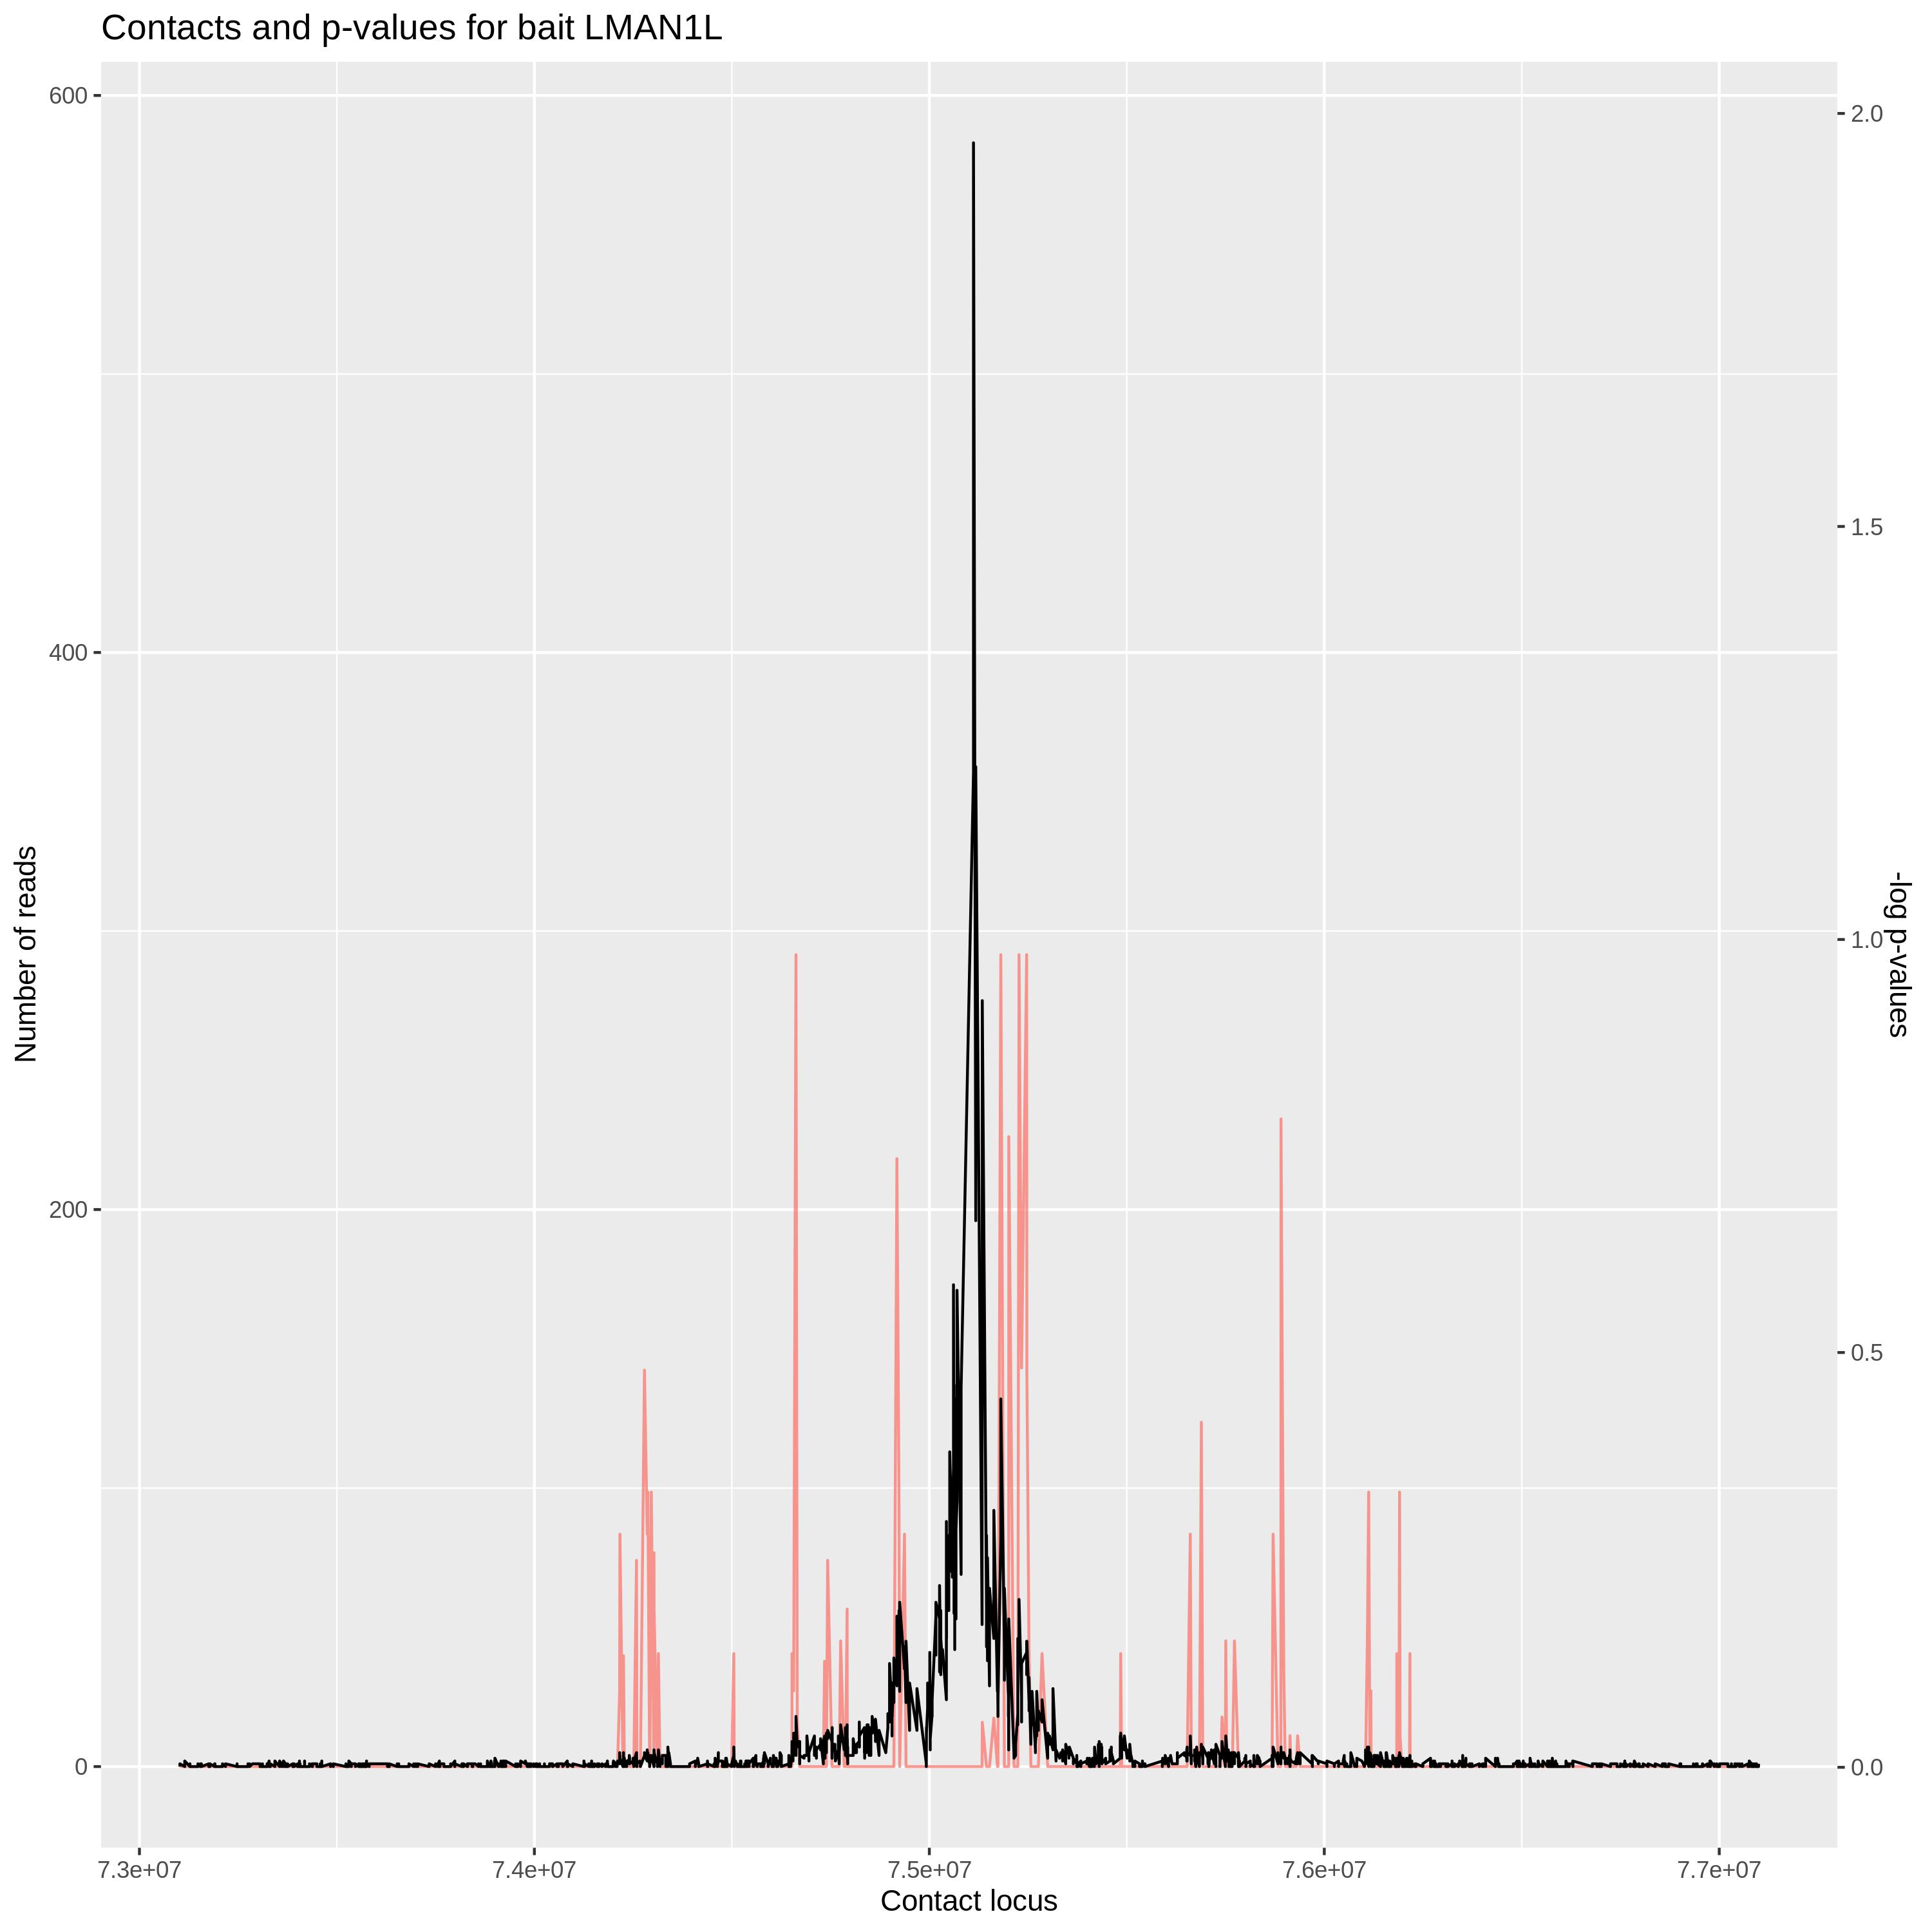 Contacts and p-values for bait LMAN1L
600
400
200
0
Number of reads
2.0
1.5
1.0
0.5
0.0
-log p-values
7.3e+07
7.4e+07
7.5e+07
7.6e+07
7.7e+07
Contact locus